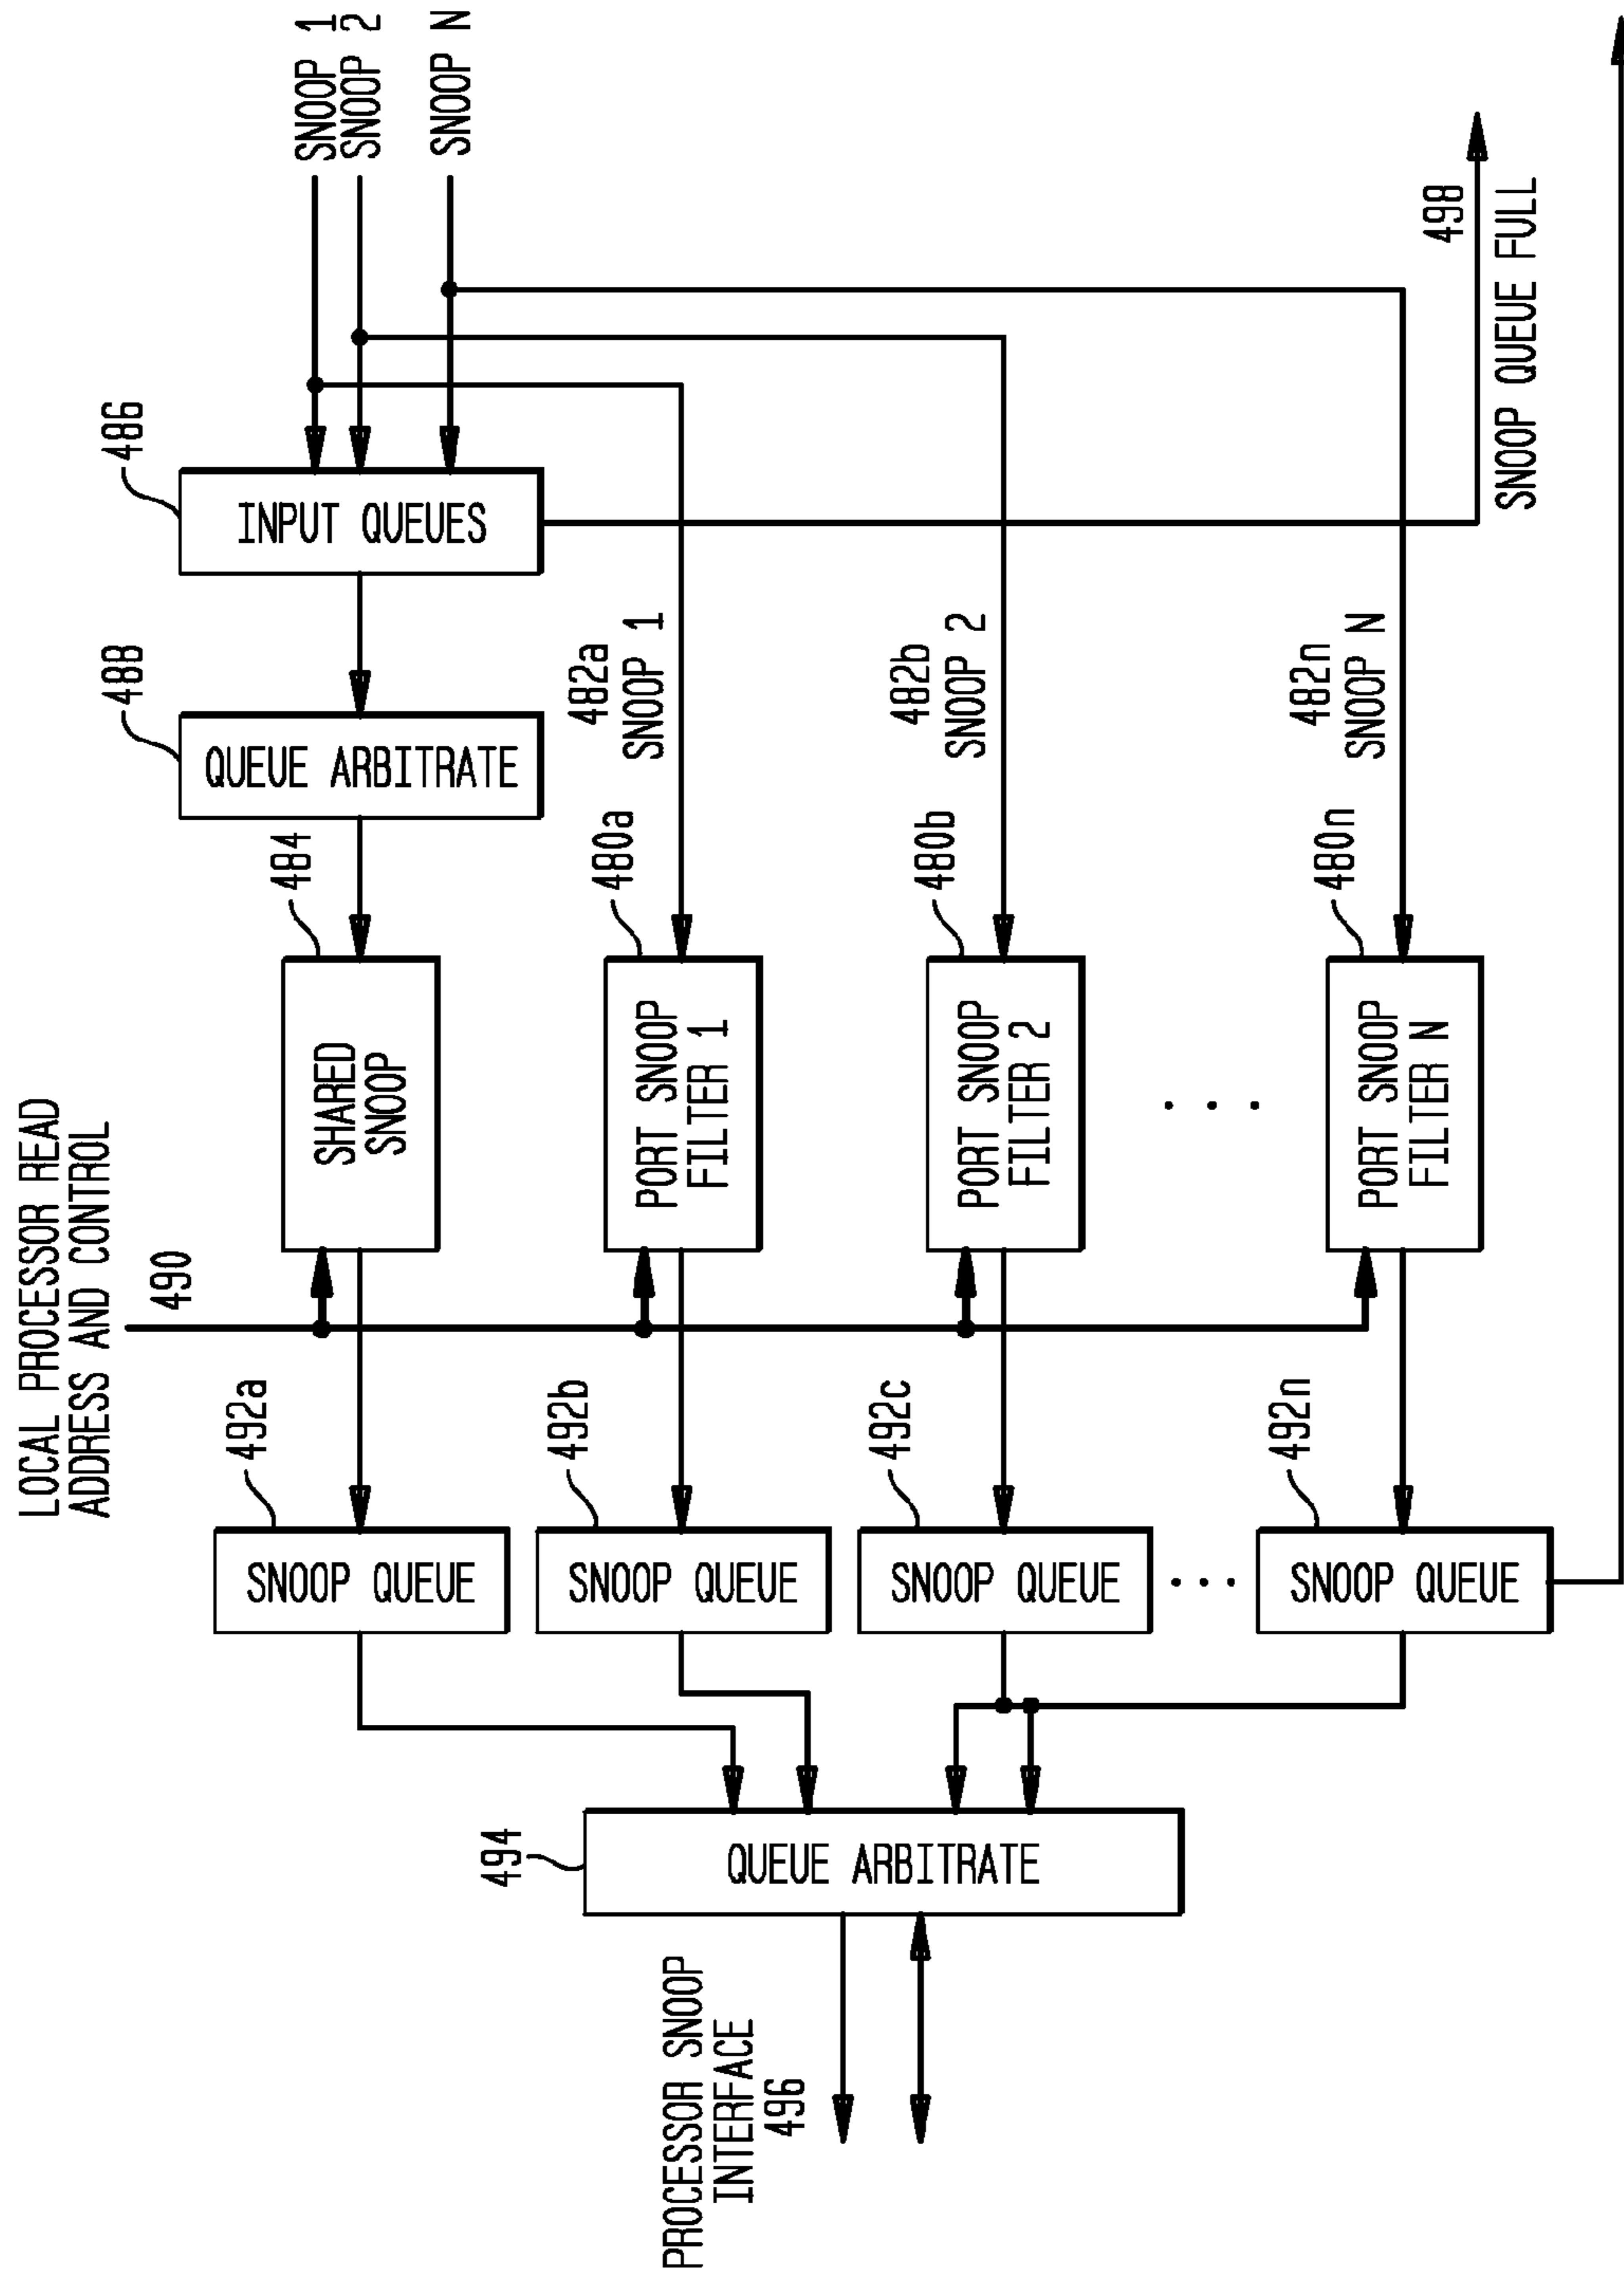 LOCAL PROCESSOR READ
ADDRESS AND CONTROL
490
SNOOP 1
SNOOP 2
SNOOP N
486
INPUT QUEUES
488
QUEUE ARBITRATE
484
SHARED
SNOOP
492a
SNOOP QUEUE
482a
SNOOP 1
480a
PORT SNOOP
FILTER 1
492b
SNOOP QUEUE
482b
SNOOP 2
480b
PORT SNOOP
FILTER 2
492c
SNOOP QUEUE
. . .
. . .
482n
SNOOP N
480n
PORT SNOOP
FILTER N
492n
SNOOP QUEUE
494
QUEUE ARBITRATE
PROCESSOR SNOOP
INTERFACE
496
498
SNOOP QUEUE FULL